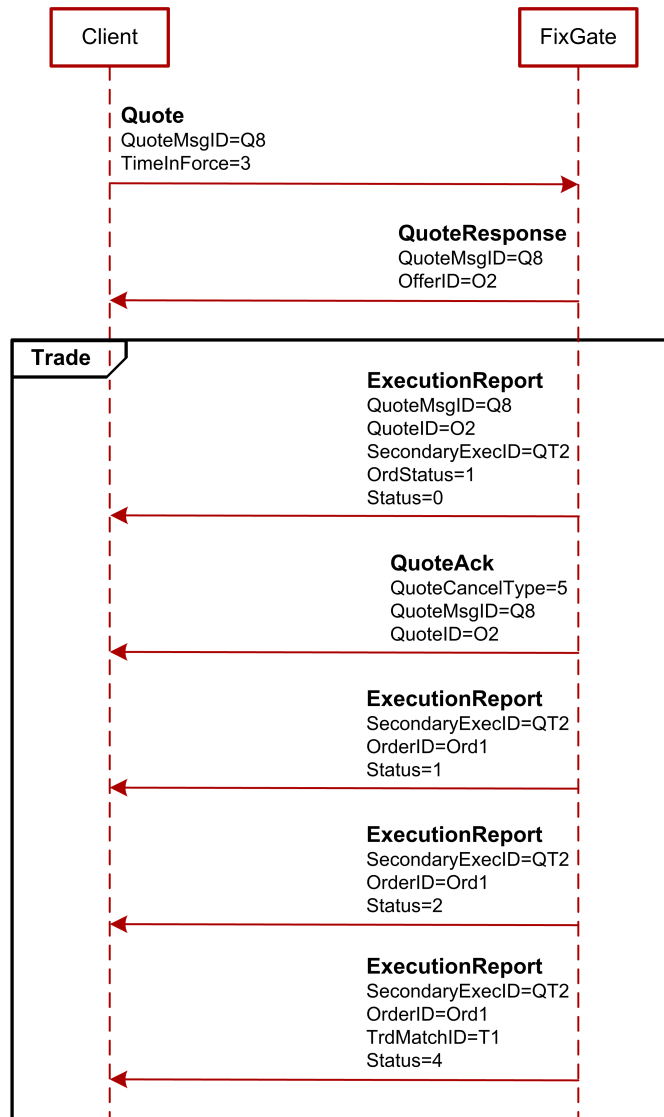 Client
FixGate
Quote
QuoteMsgID=Q8
TimeInForce=3
QuoteResponse
QuoteMsgID=Q8
OfferID=O2
Trade
ExecutionReport
QuoteMsgID=Q8
QuoteID=O2
SecondaryExecID=QT2
OrdStatus=1
Status=0
QuoteAck
QuoteCancelType=5
QuoteMsgID=Q8
QuoteID=O2
ExecutionReport
SecondaryExecID=QT2
OrderID=Ord1
Status=1
ExecutionReport
SecondaryExecID=QT2
OrderID=Ord1
Status=2
ExecutionReport
SecondaryExecID=QT2
OrderID=Ord1
TrdMatchID=T1
Status=4